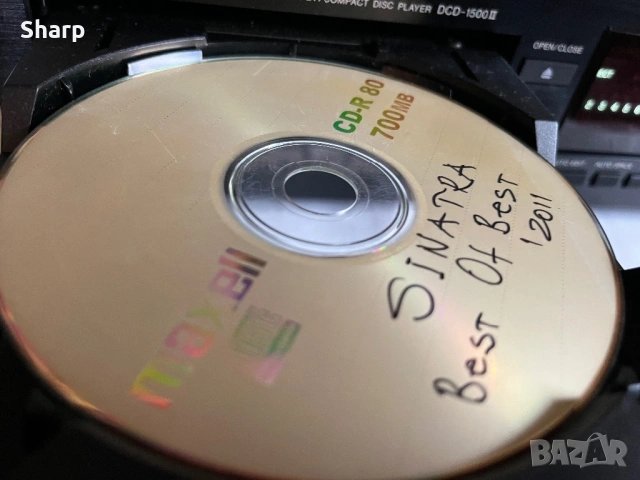 Sharp
COMPACT DISC PLAYER DCD-1500II
OPEN/CLOSE
CD-R 80
700MB
maxell
SINATRA
Best Of Best
2011
BAZAR